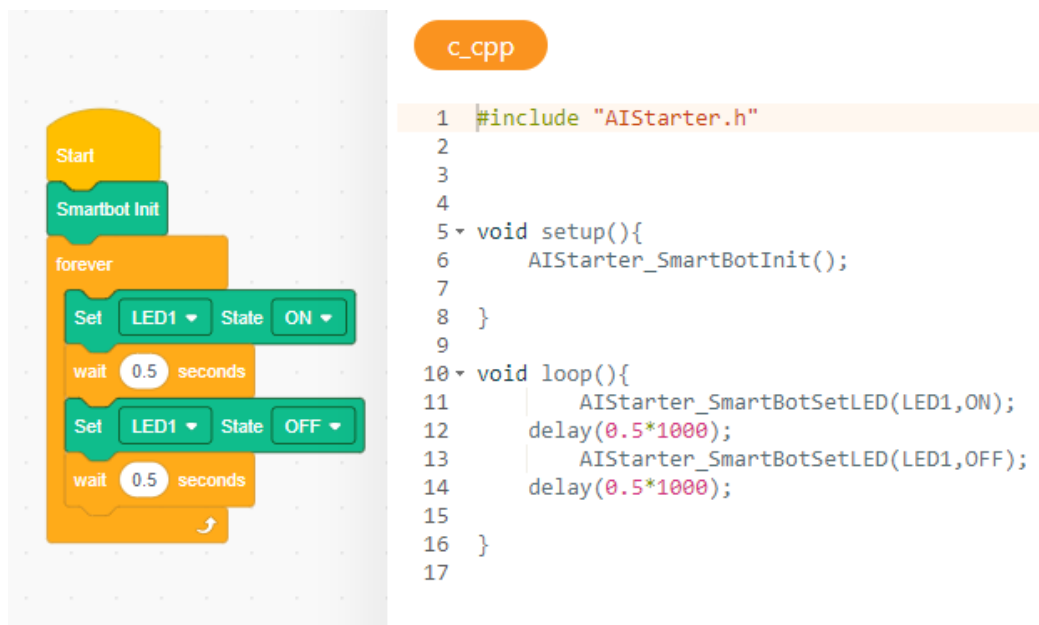 Start
Smartbot Init
forever
Set LED1 State ON
wait 0.5 seconds
Set LED1 State OFF
wait 0.5 seconds
c_cpp
1 #include "AIStarter.h"
2
3
4
5 void setup(){
6 AIStarter_SmartBotInit();
7
8 }
9
10 void loop(){
11 AIStarter_SmartBotSetLED(LED1,ON);
12 delay(0.5*1000);
13 AIStarter_SmartBotSetLED(LED1,OFF);
14 delay(0.5*1000);
15
16 }
17